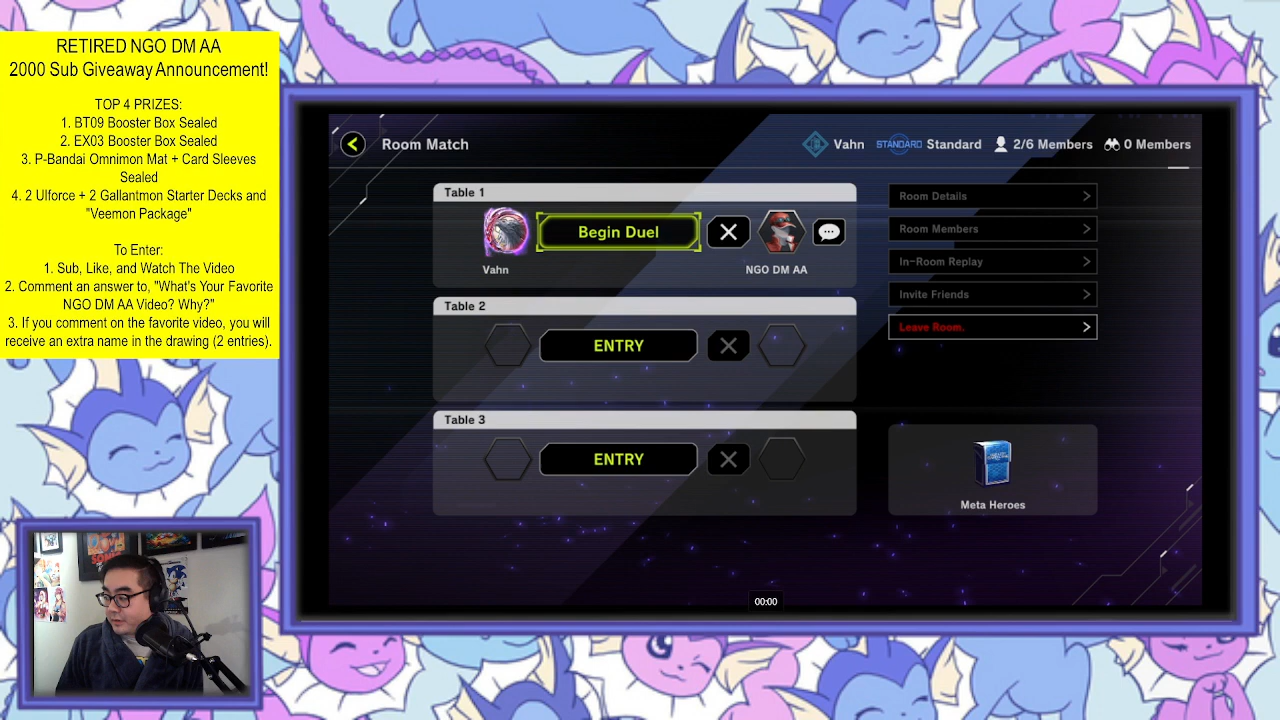 RETIRED NGO DM AA
2000 Sub Giveaway Announcement!
TOP 4 PRIZES:
1. BT09 Booster Box Sealed
2. EX03 Booster Box Sealed
3. P-Bandai Omnimon Mat + Card Sleeves
Sealed
4. 2 Ulforce + 2 Gallantmon Starter Decks and
"Veemon Package"
To Enter:
1. Sub, Like, and Watch The Video
2. Comment an answer to, "What's Your Favorite
NGO DM AA Video? Why?"
3. If you comment on the favorite video, you will
receive an extra name in the drawing (2 entries).
Room Match
Vahn
STANDARD Standard
2/6 Members
0 Members
Table 1
Begin Duel
Vahn
NGO DM AA
Table 2
ENTRY
Table 3
ENTRY
Room Details
Room Members
In-Room Replay
Invite Friends
Leave Room.
Meta Heroes
00:00